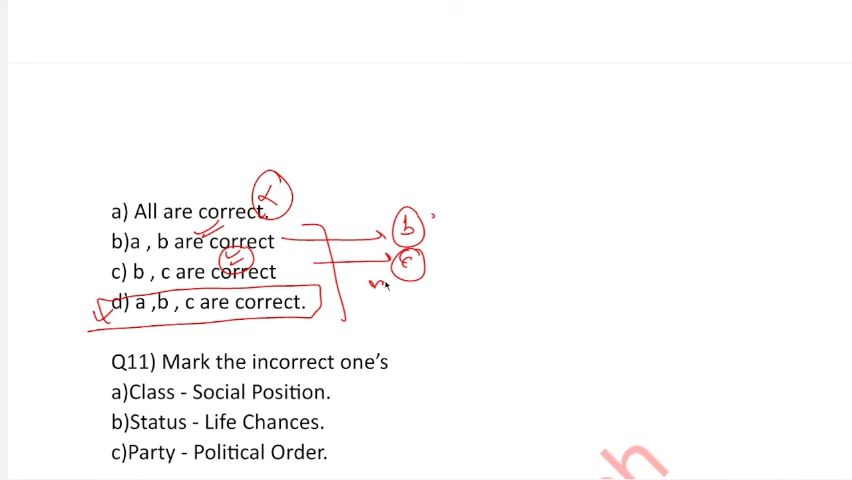 a) All are correct.
b)a , b are correct
b
c) b , c are correct
c
d) a ,b , c are correct.
Q11) Mark the incorrect one's
a)Class - Social Position.
b)Status - Life Chances.
c)Party - Political Order.